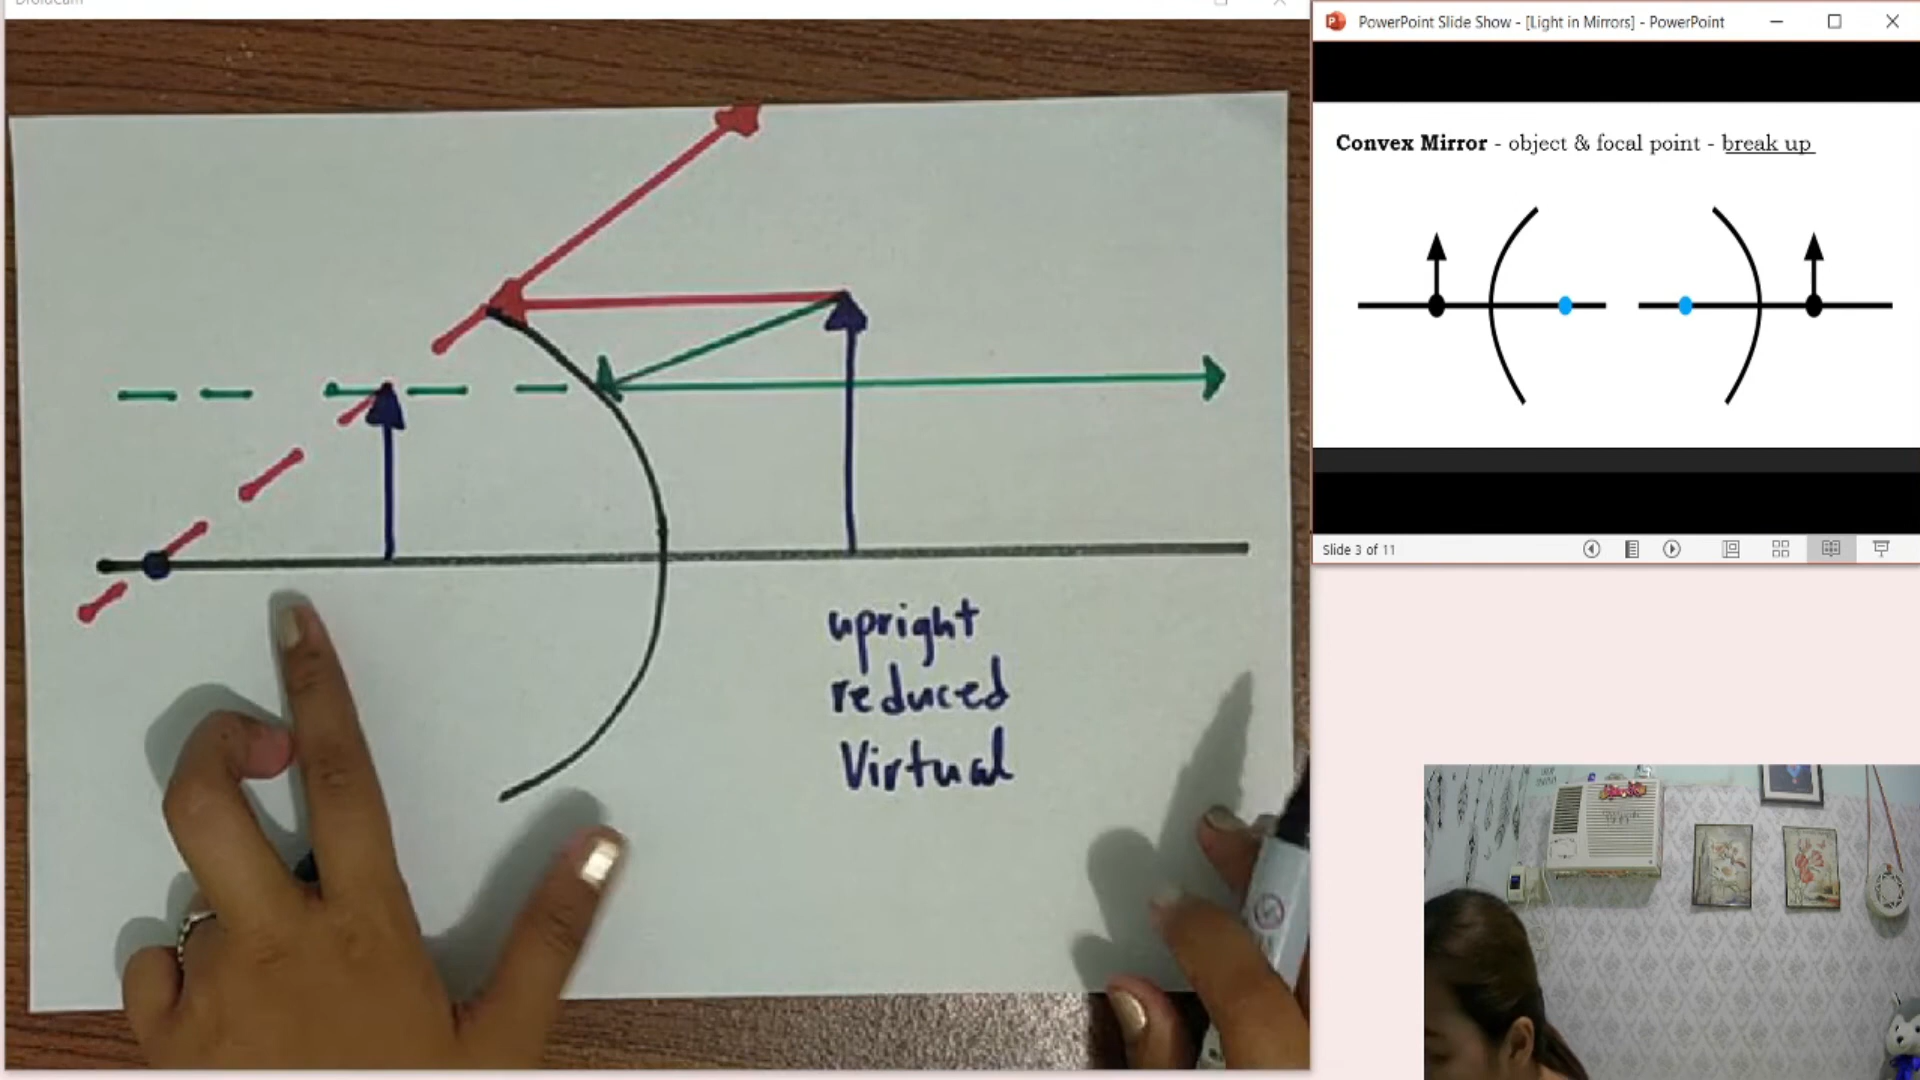 DroidCam
PowerPoint Slide Show - [Light in Mirrors] - PowerPoint
Convex Mirror - object & focal point - break up
upright
reduced
Virtual
Slide 3 of 11